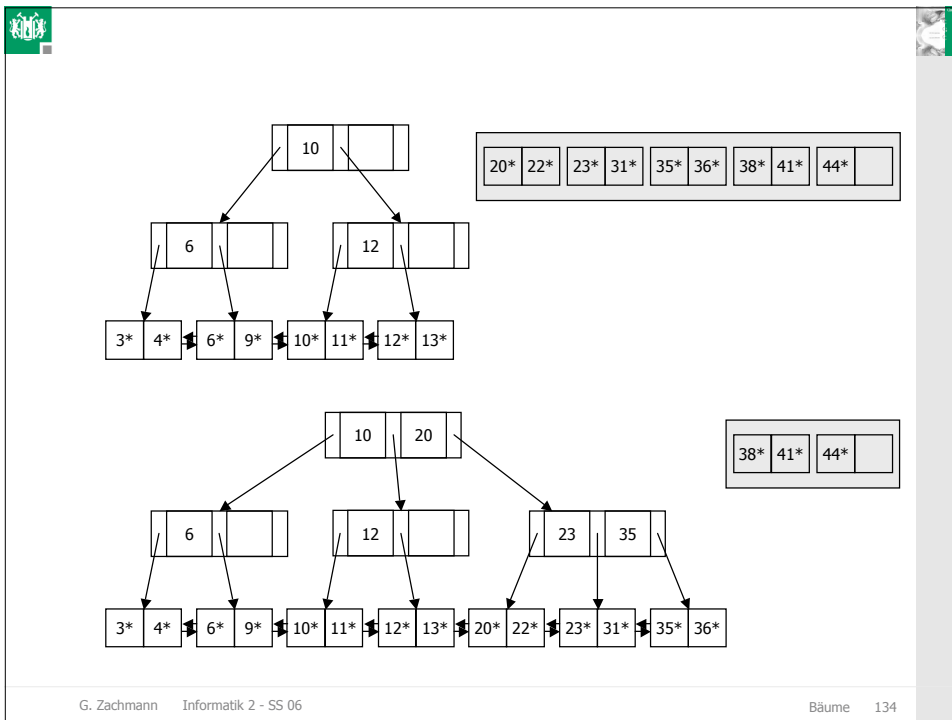 10
20* 22* 23* 31* 35* 36* 38* 41* 44*
6 12
3* 4* 6* 9* 10* 11* 12* 13*
10 20
38* 41* 44*
6 12 23 35
3* 4* 6* 9* 10* 11* 12* 13* 20* 22* 23* 31* 35* 36*
G. Zachmann Informatik 2 - SS 06 Bäume 134